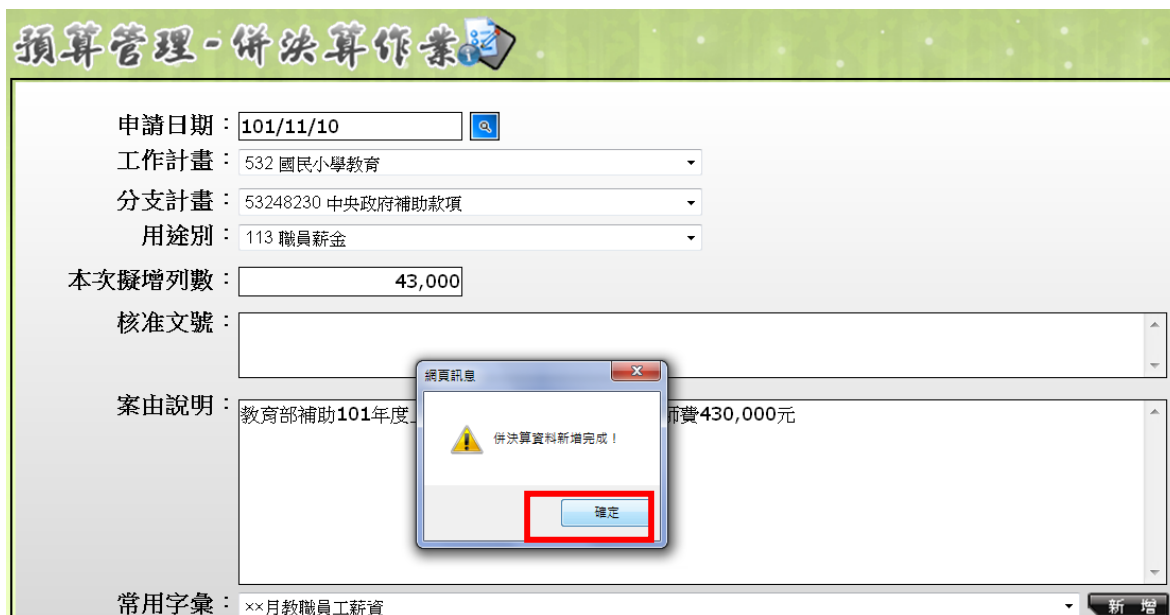 預算管理-併決算作業
申請日期：101/11/10
工作計畫：532 國民小學教育
分支計畫：53248230 中央政府補助款項
用途別：113 職員薪金
本次擬增列數：43,000
核准文號：
網頁訊息
案由說明：教育部補助101年度 師費430,000元
併決算資料新增完成！
確定
常用字彙：××月教職員工薪資 新增